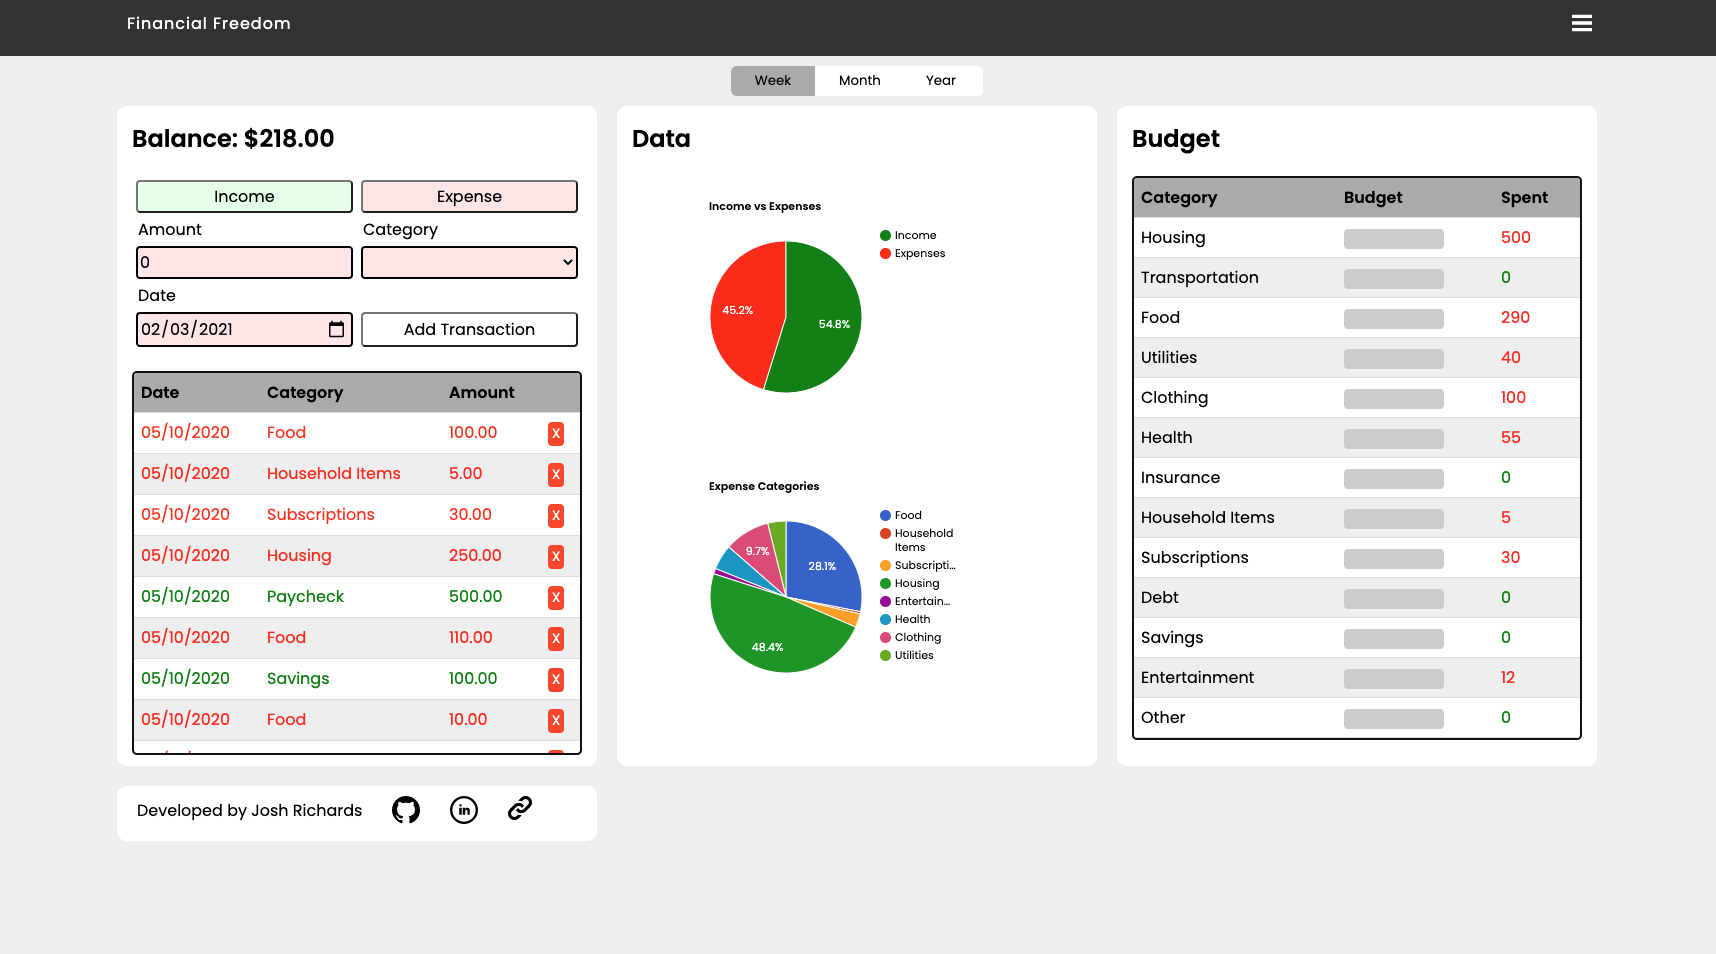 Financial Freedom
Week Month Year
Balance: $218.00
Income Expense
Amount Category
0
Date
02/03/2021 Add Transaction
Date Category Amount
05/10/2020 Food 100.00 X
05/10/2020 Household Items 5.00 X
05/10/2020 Subscriptions 30.00 X
05/10/2020 Housing 250.00 X
05/10/2020 Paycheck 500.00 X
05/10/2020 Food 110.00 X
05/10/2020 Savings 100.00 X
05/10/2020 Food 10.00 X
Data
Income vs Expenses
Income
Expenses
45.2%
54.8%
Expense Categories
Food
Household
Items
Subscripti...
Housing
Entertain...
Health
Clothing
Utilities
9.7%
28.1%
48.4%
Budget
Category Budget Spent
Housing 500
Transportation 0
Food 290
Utilities 40
Clothing 100
Health 55
Insurance 0
Household Items 5
Subscriptions 30
Debt 0
Savings 0
Entertainment 12
Other 0
Developed by Josh Richards in